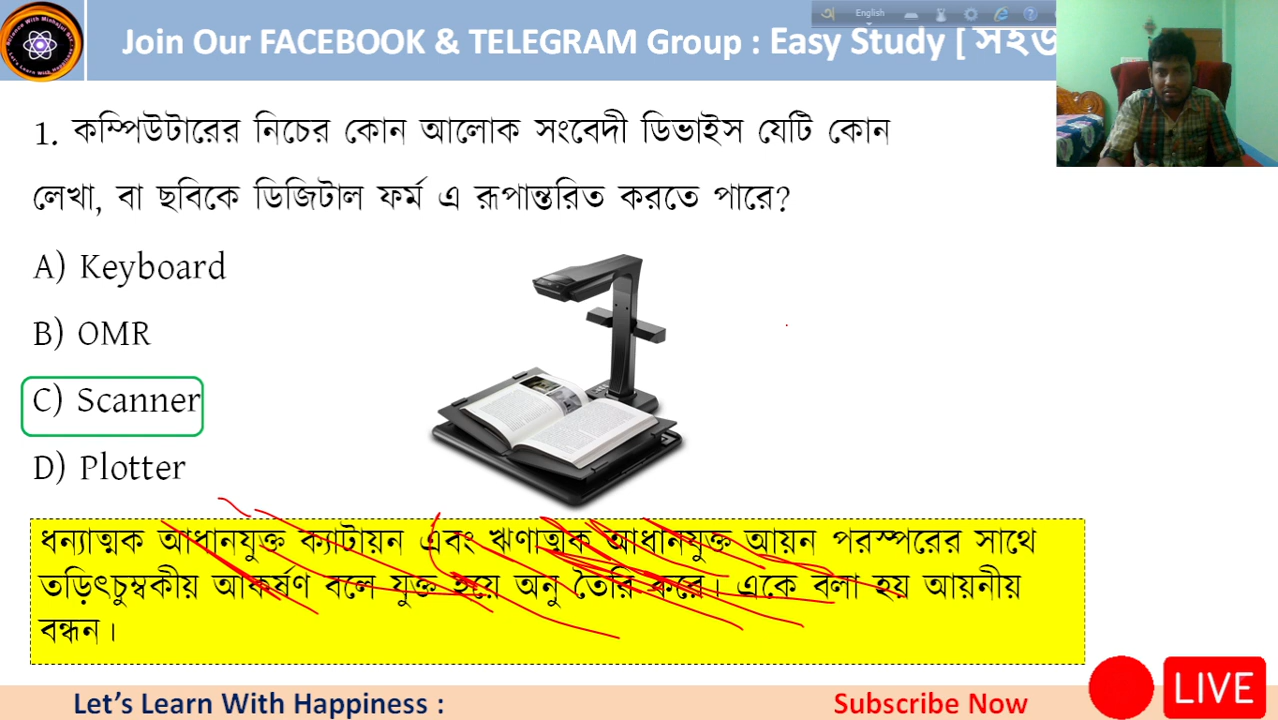 English
Join Our FACEBOOK & TELEGRAM Group : Easy Study [
1. কম্পিউটারের নিচের কোন আলোক সংবেদী ডিভাইস যেটি কোন
লেখা, বা ছবিকে ডিজিটাল ফর্ম এ রূপান্তরিত করতে পারে?
A) Keyboard
B) OMR
C) Scanner
D) Plotter
ধন্যাত্মক আধানযুক্ত ক্যাটায়ন এবং ঋণাত্মক আধানযুক্ত আয়ন পরস্পরের সাথে
তড়িৎচুম্বকীয় আকর্ষণ বলে যুক্ত হয়ে অনু তৈরি করে। একে বলা হয় আয়নীয়
বন্ধন।
Let's Learn With Happiness :
Subscribe Now
LIVE